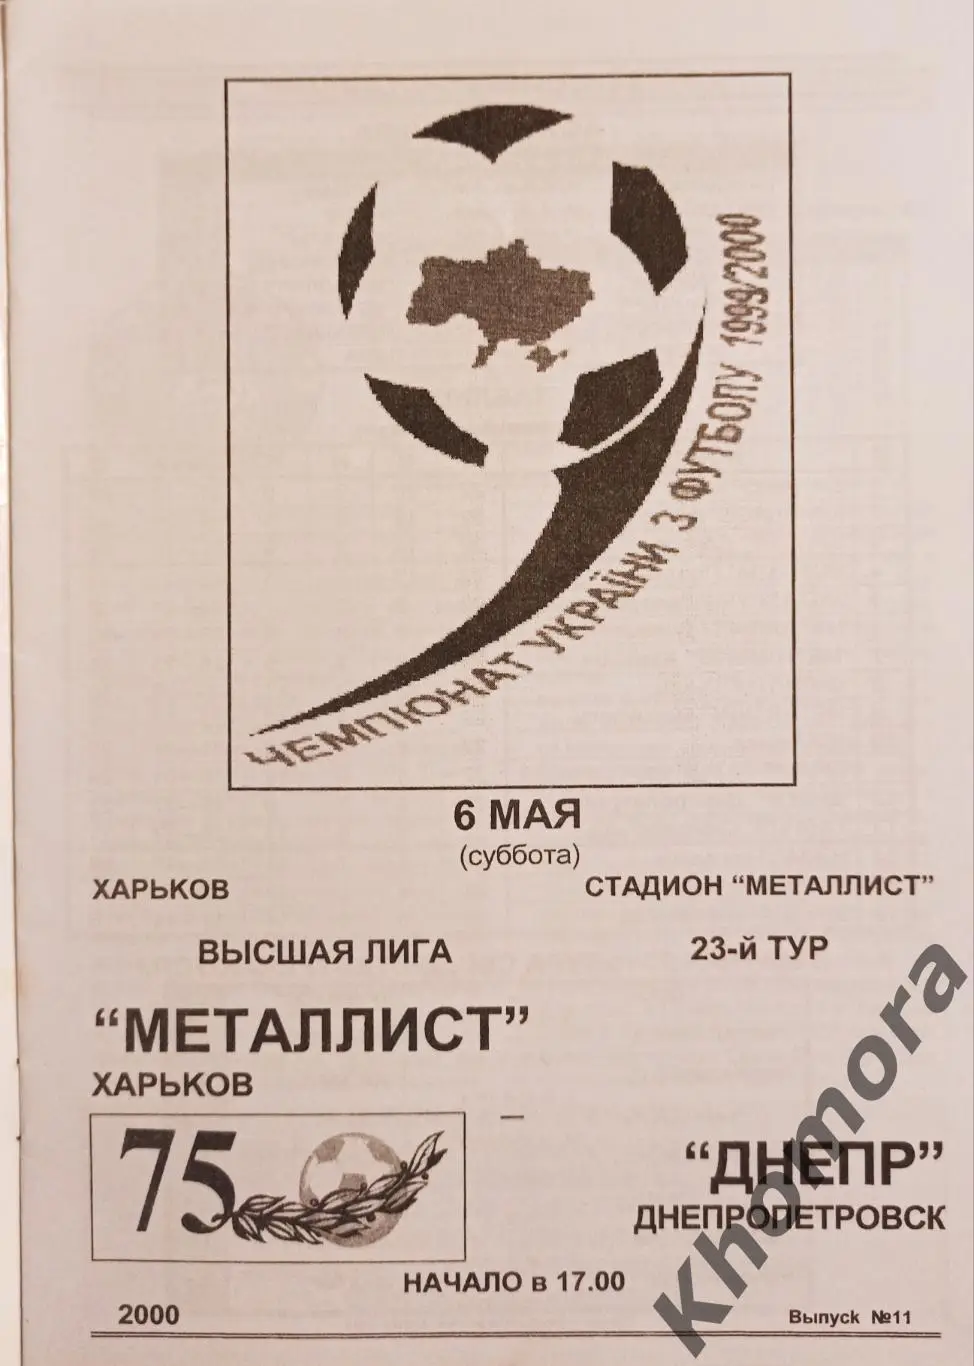 ЧЕМПІОНАТ УКРАЇНИ З ФУТБОЛУ 1999/2000
6 МАЯ
(суббота)
ХАРЬКОВ СТАДИОН “МЕТАЛЛИСТ”
ВЫСШАЯ ЛИГА 23-й ТУР
“МЕТАЛЛИСТ”
ХАРЬКОВ
75
–
“ДНЕПР”
ДНЕПРОПЕТРОВСК
НАЧАЛО в 17.00
2000 Выпуск №11
Khomora